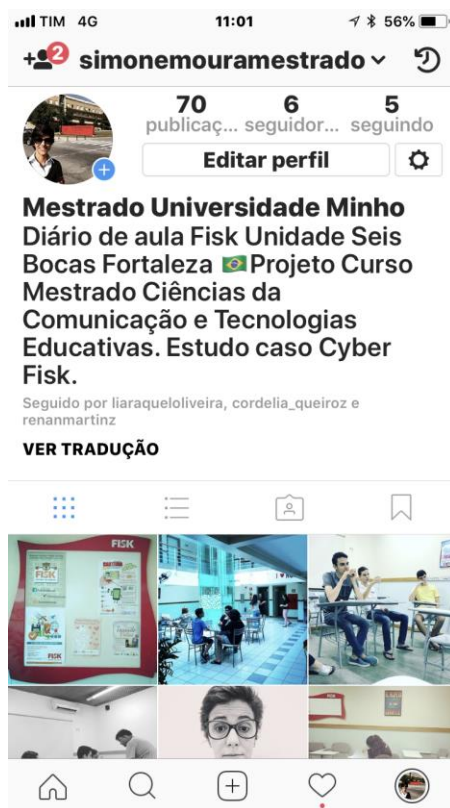 TIM 4G 11:01 56%
2 simonemouramestrado
70 6 5
publicaç... seguidor... seguindo
Editar perfil
Mestrado Universidade Minho
Diário de aula Fisk Unidade Seis
Bocas Fortaleza 🇧🇷Projeto Curso
Mestrado Ciências da
Comunicação e Tecnologias
Educativas. Estudo caso Cyber
Fisk.
Seguido por liaraqueloliveira, cordelia_queiroz e
renanmartinz
VER TRADUÇÃO
FISK
FISK
FISK